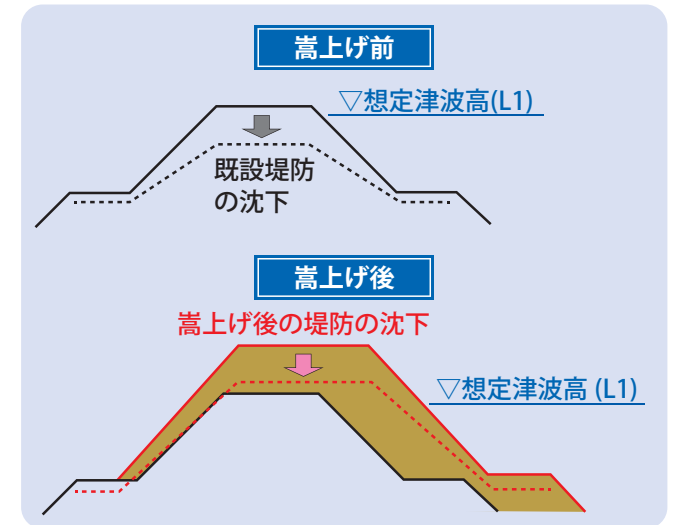 嵩上げ前
▽想定津波高(L1)
既設堤防
の沈下
嵩上げ後
嵩上げ後の堤防の沈下
▽想定津波高 (L1)